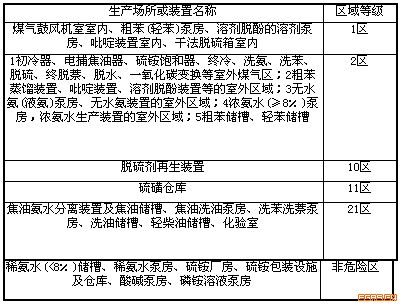 生产场所或装置名称
区域等级
煤气鼓风机室室内、粗苯(轻苯)泵房、溶剂脱酚的溶剂泵
房、吡啶装置室内、干法脱硫箱室内
1区
1初冷器、电捕焦油器、硫铵饱和器、终冷、洗氨、洗苯、
脱硫、终脱萘、脱水、一氧化碳变换等室外煤气区；2粗苯
蒸馏装置、吡啶装置、溶剂脱酚装置等的室外区域；3无水
氨(液氨)泵房、无水氨装置的室外区域；4浓氨水(≥8%)泵
房，浓氨水生产装置的室外区域；5粗苯储槽、轻苯储槽
2区
脱硫剂再生装置
10区
硫磺仓库
11区
焦油氨水分离装置及焦油储槽、焦油洗油泵房、洗苯洗萘泵
房、洗油储槽、轻柴油储槽、化验室
21区
稀氨水(<8%)储槽、稀氨水泵房、硫铵厂房、硫铵包装设施
及仓库、酸碱泵房、磷铵溶液泵房
非危险区